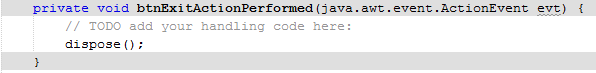 private void btnExitActionPerformed(java.awt.event.ActionEvent evt) {
// TODO add your handling code here:
dispose();
}